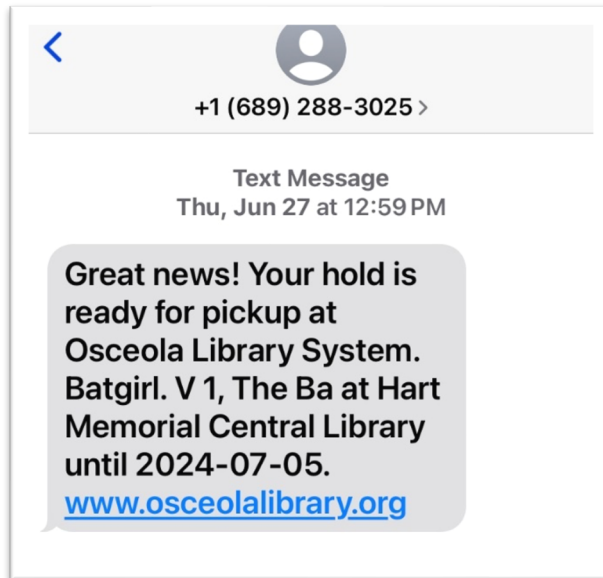 +1 (689) 288-3025 >
Text Message
Thu, Jun 27 at 12:59 PM
Great news! Your hold is
ready for pickup at
Osceola Library System.
Batgirl. V 1, The Ba at Hart
Memorial Central Library
until 2024-07-05.
www.osceolalibrary.org